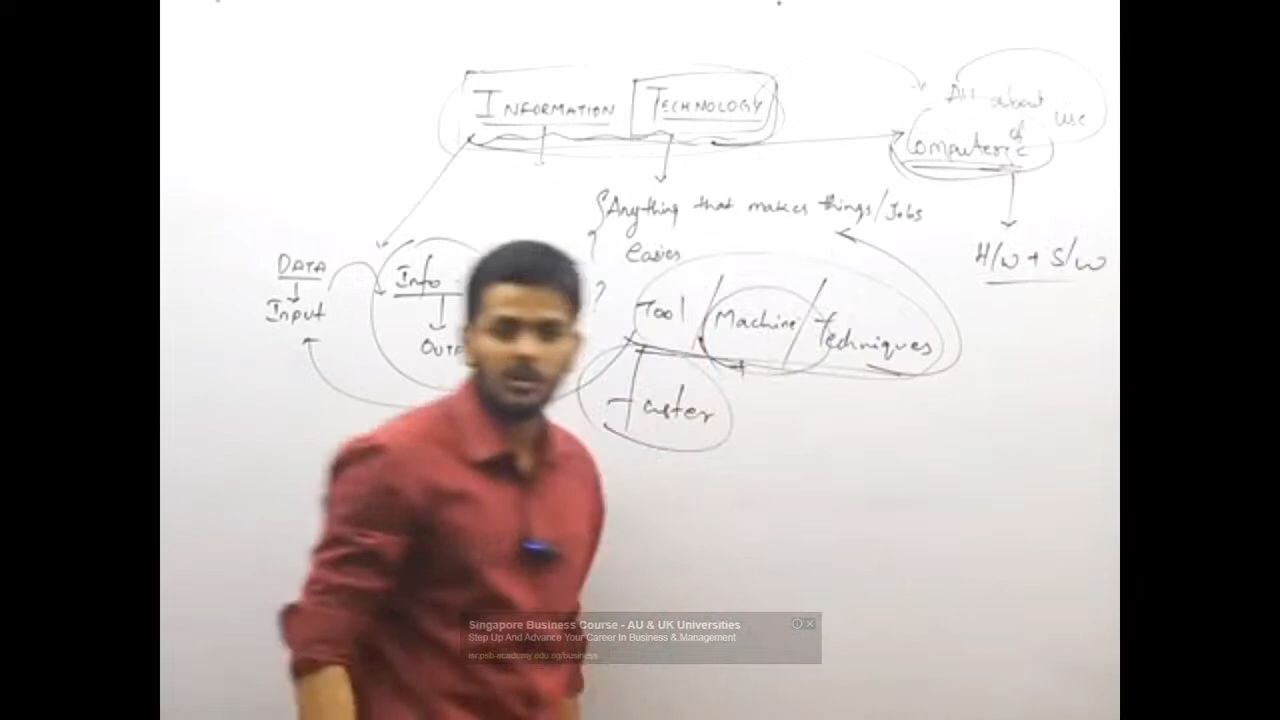 INFORMATION TECHNOLOGY
All about
use
of
Computers
Anything that makes things/Jobs
easier
H/W + S/W
DATA
Input
Info
?
Tool / Machine / Techniques
Faster
Singapore Business Course - AU & UK Universities
Step Up And Advance Your Career In Business & Management